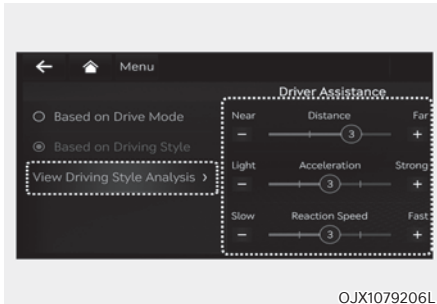 Menu
Driver Assistance
Based on Drive Mode
Based on Driving Style
View Driving Style Analysis >
Near Distance Far
− 3 +
Light Acceleration Strong
− 3 +
Slow Reaction Speed Fast
− 3 +
OJX1079206L